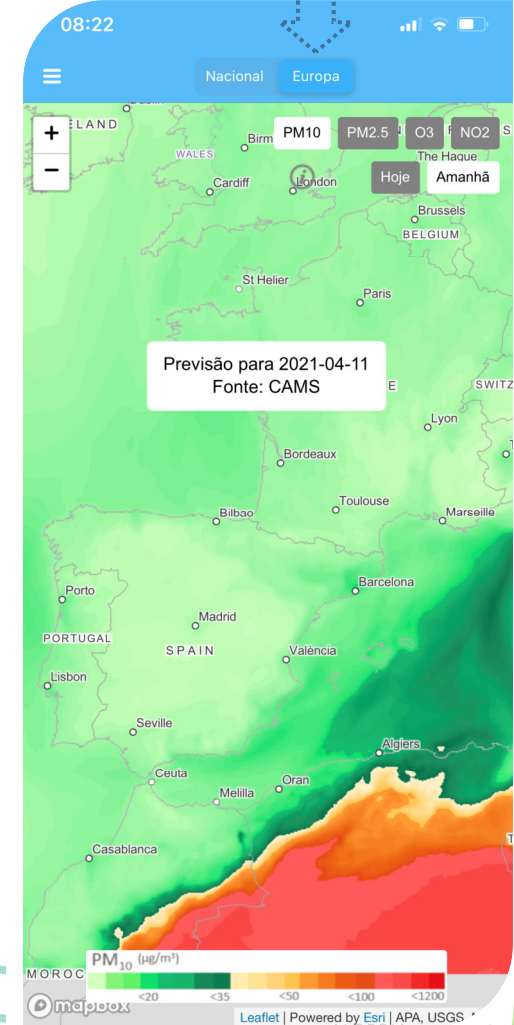 08:22
Nacional Europa
+
−
PM10 PM2.5 O3 NO2
Hoje Amanhã
ELAND
WALES
Birm
Cardiff
London
The Hague
Brussels
BELGIUM
St Helier
Paris
Previsão para 2021-04-11
Fonte: CAMS
E
SWITZ
Lyon
Bordeaux
Toulouse
Bilbao
Marseille
Barcelona
Porto
Madrid
PORTUGAL
SPAIN
València
Lisbon
Seville
Algiers
Ceuta
Oran
Melilla
Casablanca
PM10 (µg/m³)
MOROC
<20 <35 <50 <100 <1200
mapbox
Leaflet | Powered by Esri | APA, USGS